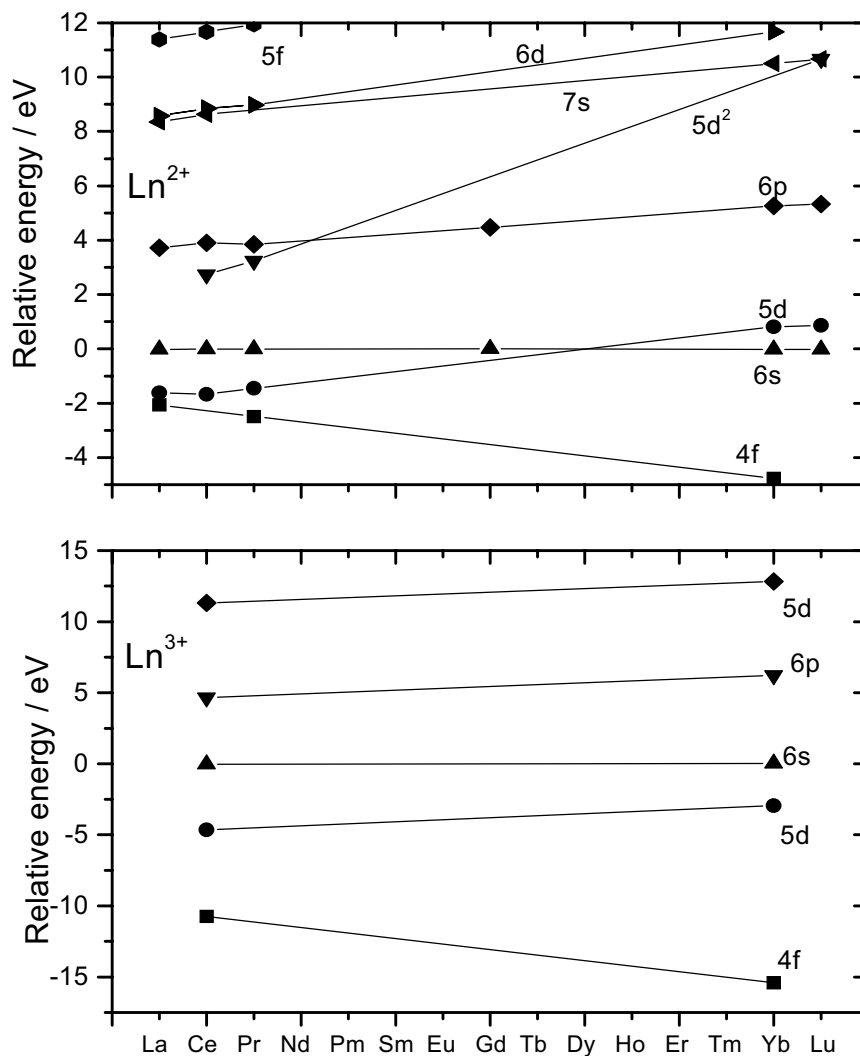 12
10
8
6
4
2
0
-2
-4
Relative energy / eV
Ln2+
5f
6d
7s
5d2
6p
5d
6s
4f
15
10
5
0
-5
-10
-15
Relative energy / eV
Ln3+
5d
6p
6s
5d
4f
La Ce Pr Nd Pm Sm Eu Gd Tb Dy Ho Er Tm Yb Lu